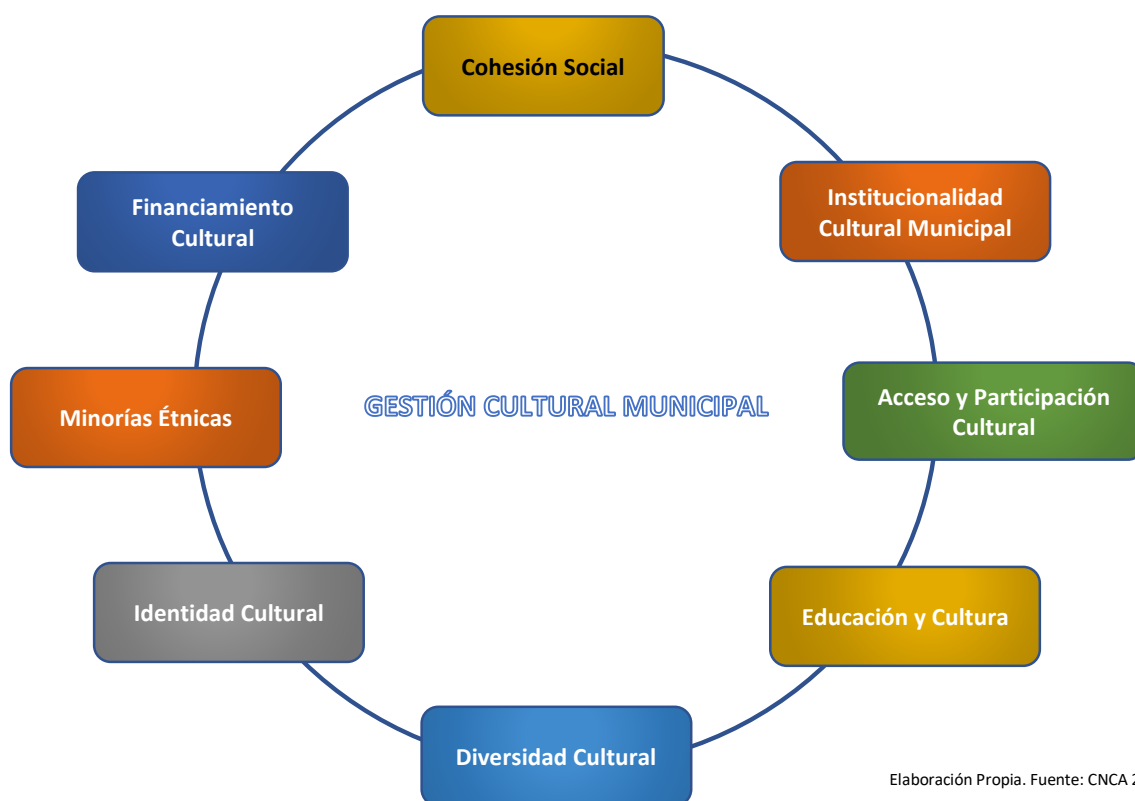 Cohesión Social
Institucionalidad
Cultural Municipal
Acceso y Participación
Cultural
Educación y Cultura
Diversidad Cultural
Identidad Cultural
Minorías Étnicas
Financiamiento
Cultural
GESTIÓN CULTURAL MUNICIPAL
Elaboración Propia. Fuente: CNCA 2